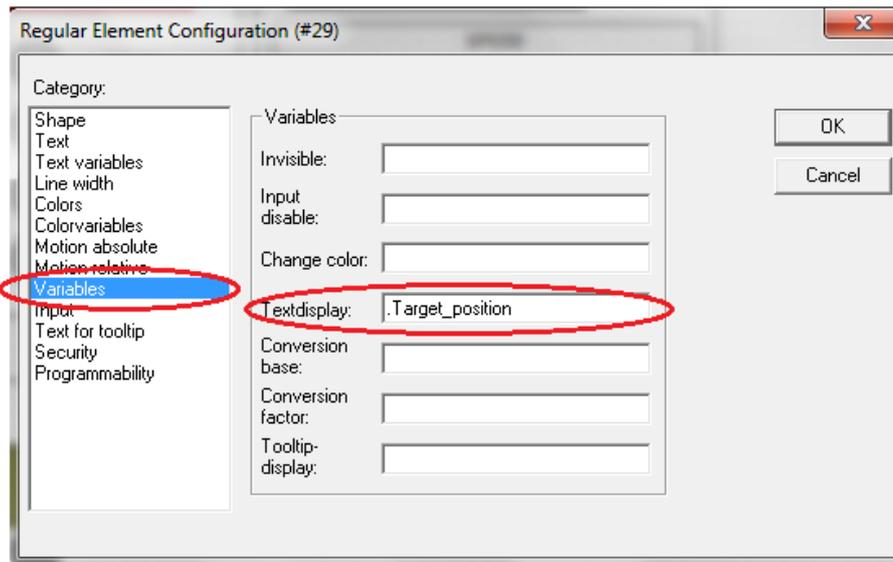 Regular Element Configuration (#29)
Category:
Shape
Text
Text variables
Line width
Colors
Colorvariables
Motion absolute
Motion relative
Variables
Input
Text for tooltip
Security
Programmability
Variables
Invisible:
Input
disable:
Change color:
Textdisplay: .Target_position
Conversion
base:
Conversion
factor:
Tooltip-
display:
OK
Cancel